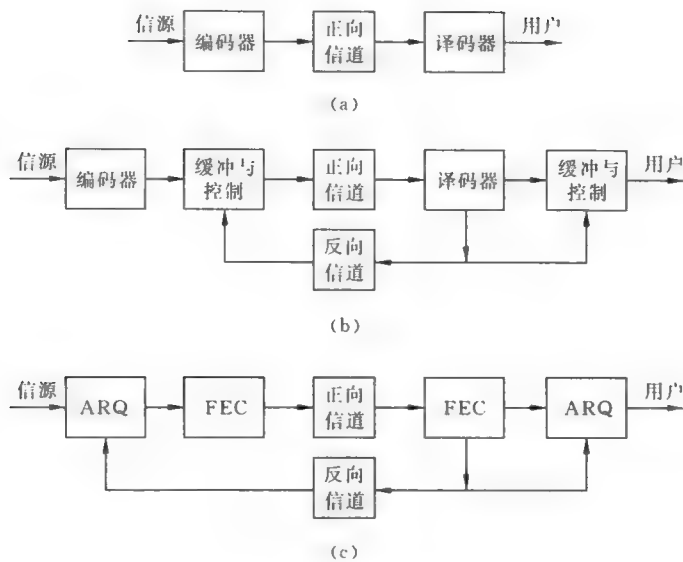 信源
编码器
正向
信道
译码器
用户
(a)
信源
编码器
缓冲与
控制
正向
信道
译码器
缓冲与
控制
用户
反向
信道
(b)
信源
ARQ
FEC
正向
信道
FEC
ARQ
用户
反向
信道
(c)